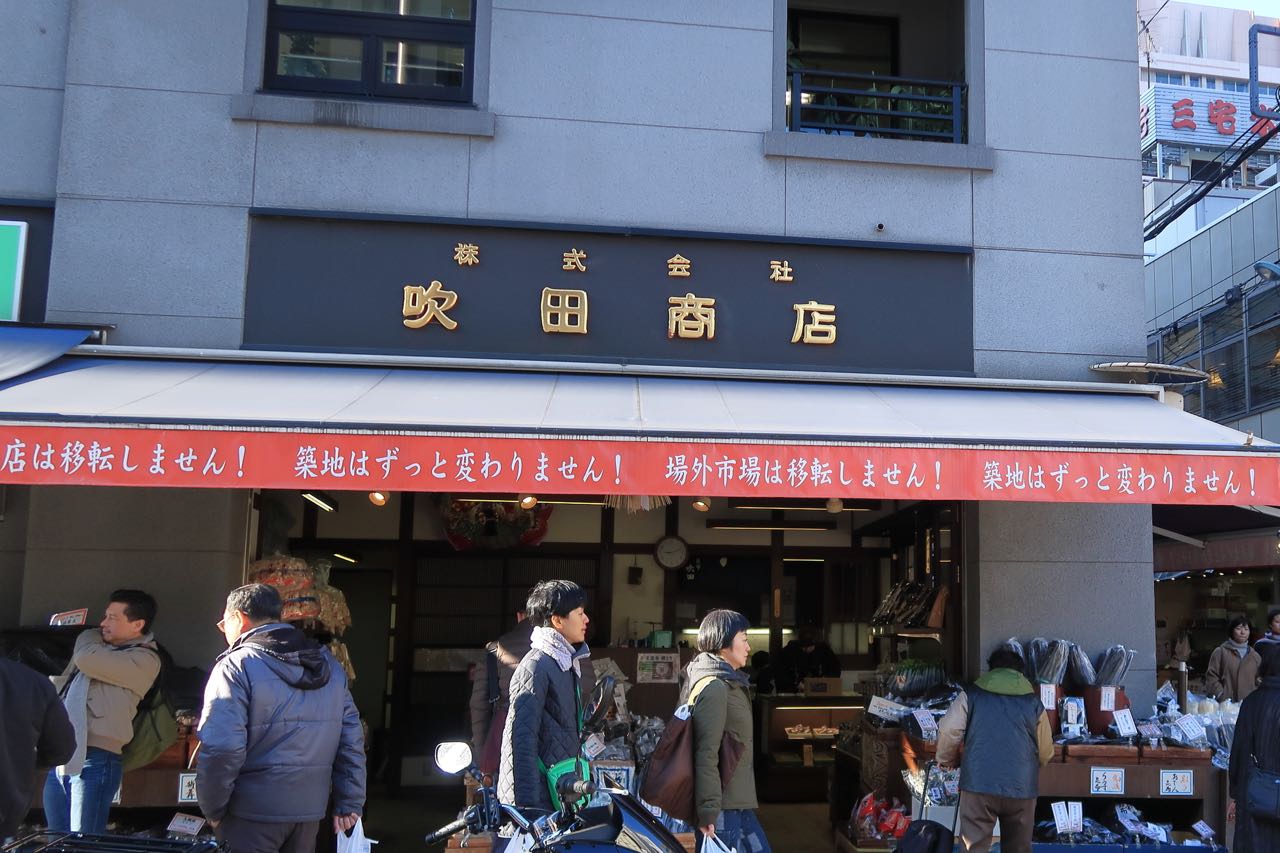 三宅
株式会社
吹田商店
店は移転しません！ 築地はずっと変わりません！ 場外市場は移転しません！ 築地はずっと変わりません！
吹田